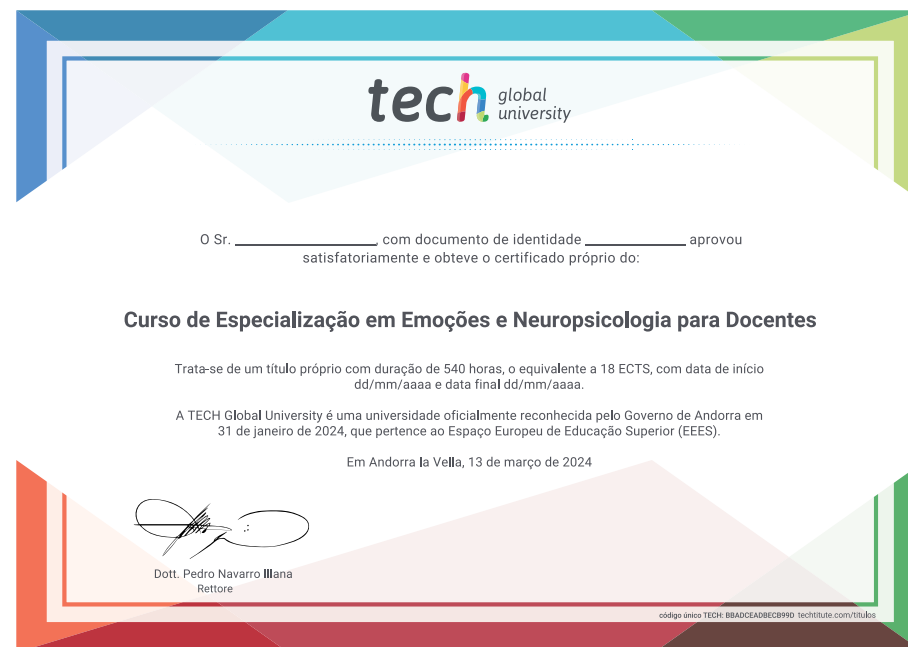 tech global university
O Sr. ____________________, com documento de identidade ______________ aprovou
satisfatoriamente e obteve o certificado próprio do:
Curso de Especialização em Emoções e Neuropsicologia para Docentes
Trata-se de um título próprio com duração de 540 horas, o equivalente a 18 ECTS, com data de início
dd/mm/aaaa e data final dd/mm/aaaa.
A TECH Global University é uma universidade oficialmente reconhecida pelo Governo de Andorra em
31 de janeiro de 2024, que pertence ao Espaço Europeu de Educação Superior (EEES).
Em Andorra la Vella, 13 de março de 2024
Dott. Pedro Navarro Illana
Rettore
código único TECH: BBADCEADBECB99D techtitute.com/titulos